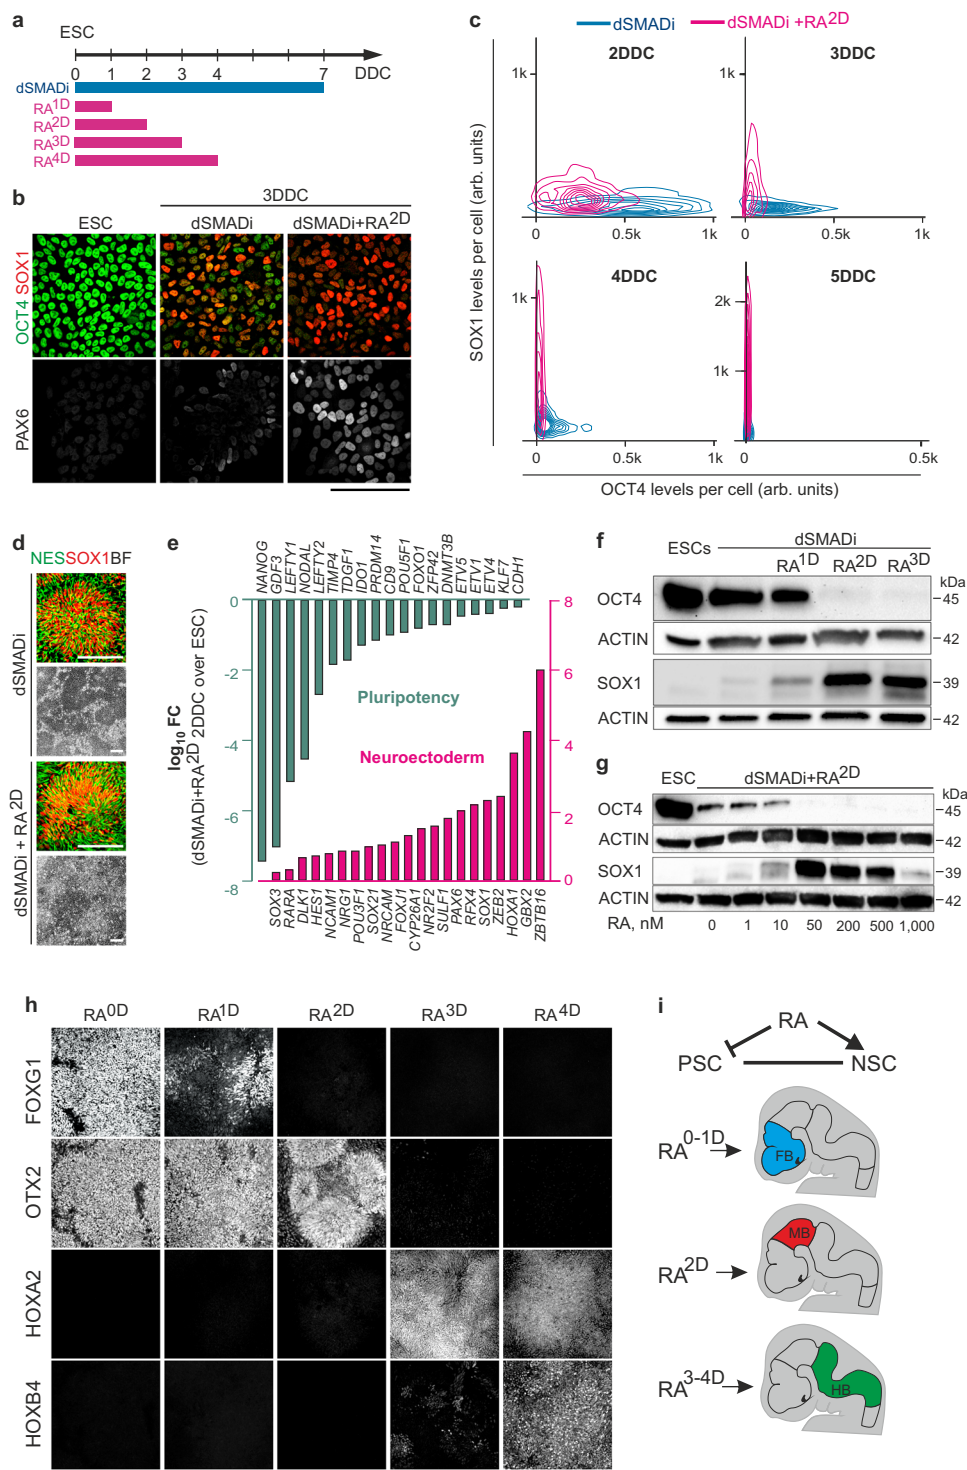 a
ESC
0 1 2 3 4 7 DDC
dSMADi
RA1D
RA2D
RA3D
RA4D
b
3DDC
ESC dSMADi dSMADi+RA2D
OCT4 SOX1
PAX6
c
dSMADi dSMADi +RA2D
2DDC 3DDC
1k 1k
0 0.5k 1k 0 0.5k 1k
4DDC 5DDC
1k 2k
1k
0 0.5k 1k 0 0.5k
SOX1 levels per cell (arb. units)
OCT4 levels per cell (arb. units)
d
NESSOX1BF
dSMADi
dSMADi + RA2D
e
NANOG GDF3 LEFTY1 NODAL LEFTY2 TIMP4 TDGF1 IDO1 PRDM14 CD9 POU5F1 FOXO1 ZFP42 DNMT3B ETV5 ETV1 ETV4 KLF7 CDH1
0 8
-2 6
-4 4
-6 2
-8 0
log10 FC
(dSMADi+RA2D 2DDC over ESC)
Pluripotency
Neuroectoderm
SOX3 RARA DLK1 HES1 NCAM1 NRG1 POU3F1 SOX21 NRCAM FOXJ1 CYP26A1 NR2F2 SULF1 PAX6 RFX4 SOX1 ZEB2 HOXA1 GBX2 ZBTB16
f
dSMADi
ESCs RA1D RA2D RA3D
kDa
OCT4 45
ACTIN 42
SOX1 39
ACTIN 42
g
ESC dSMADi+RA2D
kDa
OCT4 45
ACTIN 42
SOX1 39
ACTIN 42
RA, nM 0 1 10 50 200 500 1,000
h
RA0D RA1D RA2D RA3D RA4D
FOXG1
OTX2
HOXA2
HOXB4
i
RA
PSC NSC
RA0-1D
FB
RA2D
MB
RA3-4D
HB